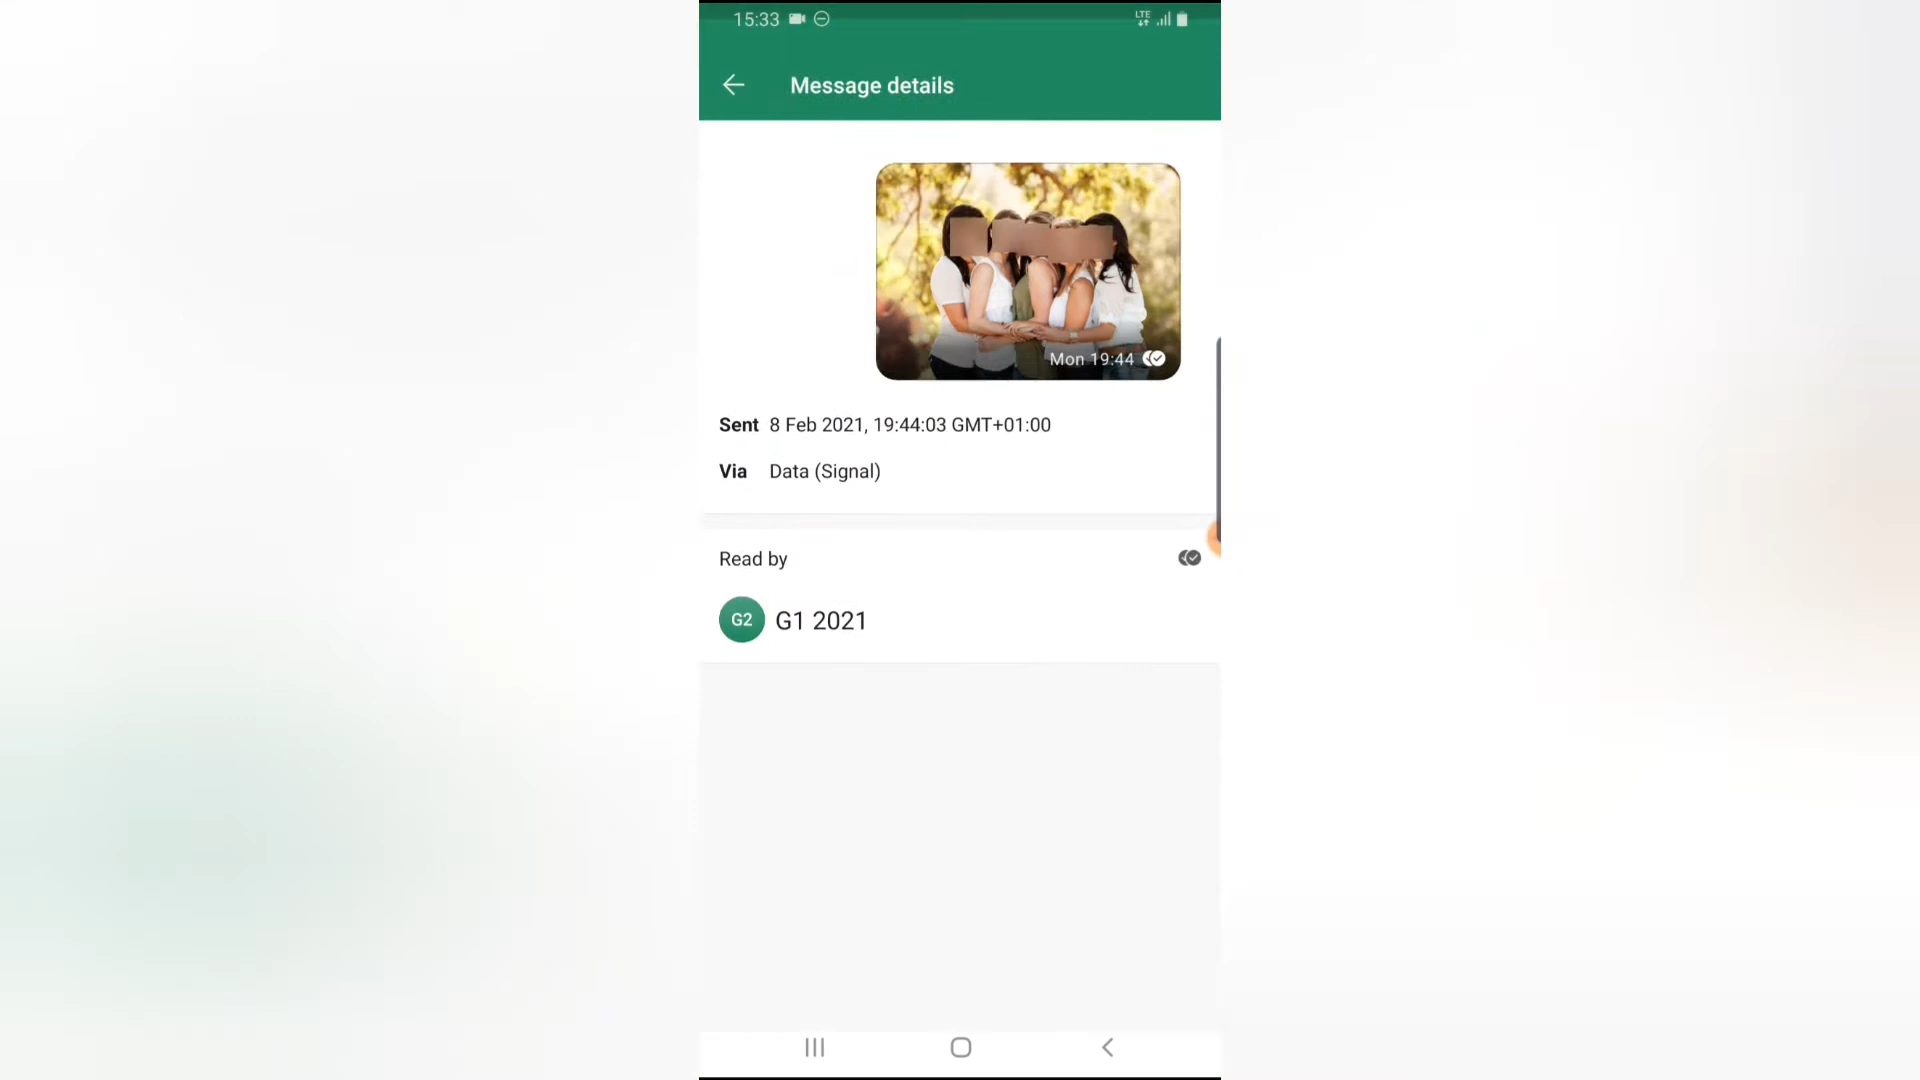 15:33
LTE
Message details
Mon 19:44
Sent 8 Feb 2021, 19:44:03 GMT+01:00
Via Data (Signal)
Read by
G2 G1 2021